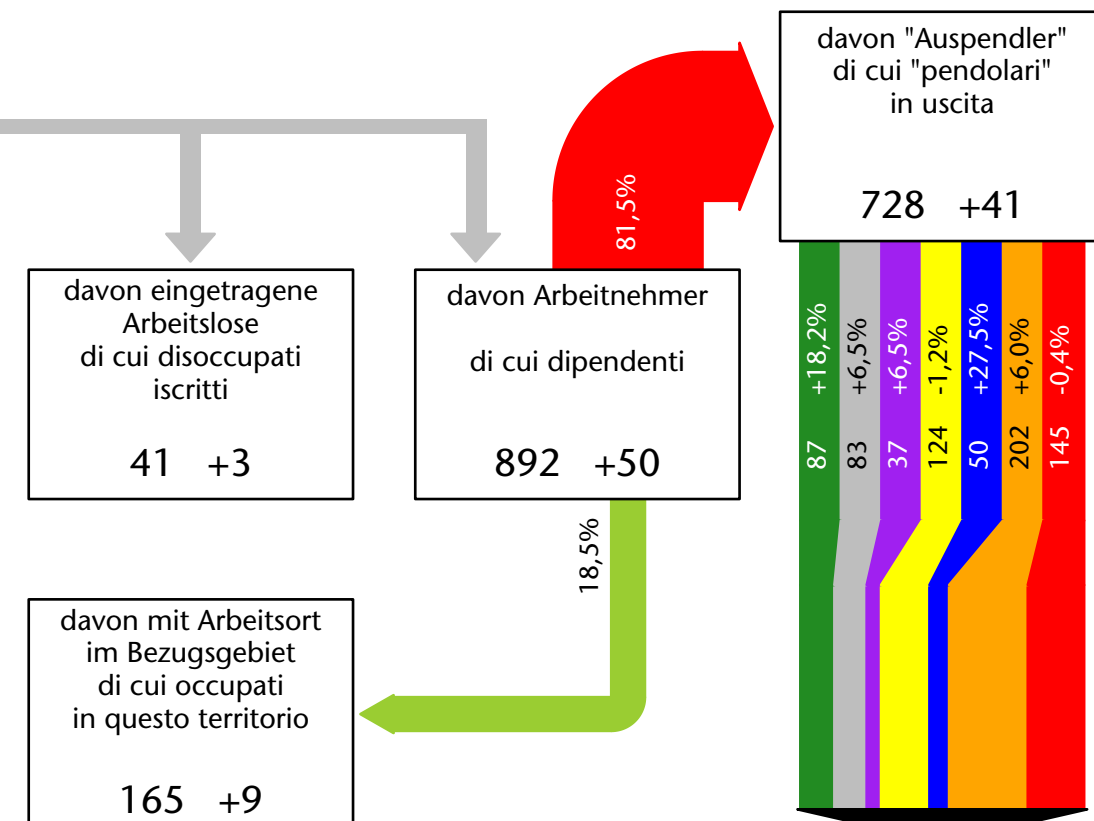 davon "Auspendler"
di cui "pendolari"
in uscita
728 +41
81,5%
davon eingetragene
Arbeitslose
di cui disoccupati
iscritti
41 +3
davon Arbeitnehmer
di cui dipendenti
892 +50
87 +18,2%
83 +6,5%
37 +6,5%
124 -1,2%
50 +27,5%
202 +6,0%
145 -0,4%
18,5%
davon mit Arbeitsort
im Bezugsgebiet
di cui occupati
in questo territorio
165 +9